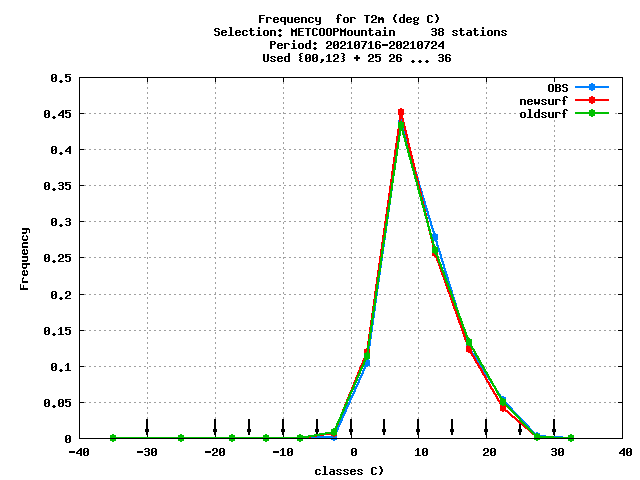 Frequency  for T2m (deg C)
Selection: METCOOPMountain     38 stations
Period: 20210716-20210724
Used {00,12} + 25 26 ... 36
0.5
0.45
0.4
0.35
0.3
0.25
0.2
0.15
0.1
0.05
0
Frequency
OBS
newsurf
oldsurf
-40 -30 -20 -10 0 10 20 30 40
classes C)